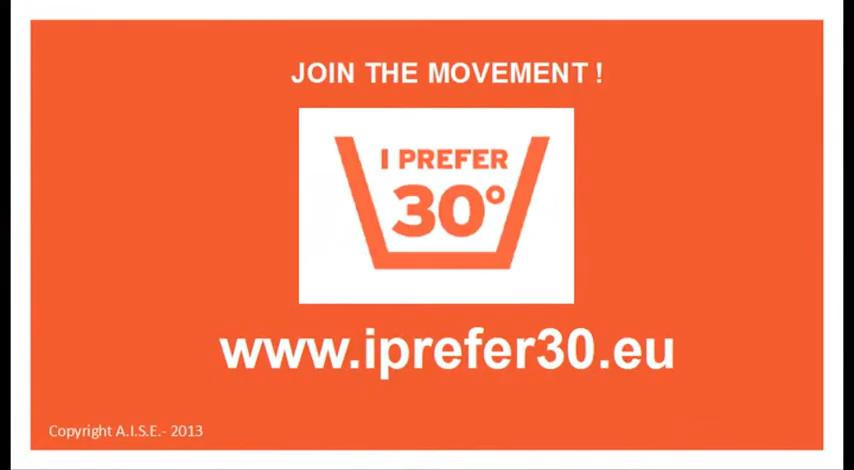 JOIN THE MOVEMENT !
I PREFER
30°
www.iprefer30.eu
Copyright A.I.S.E.- 2013